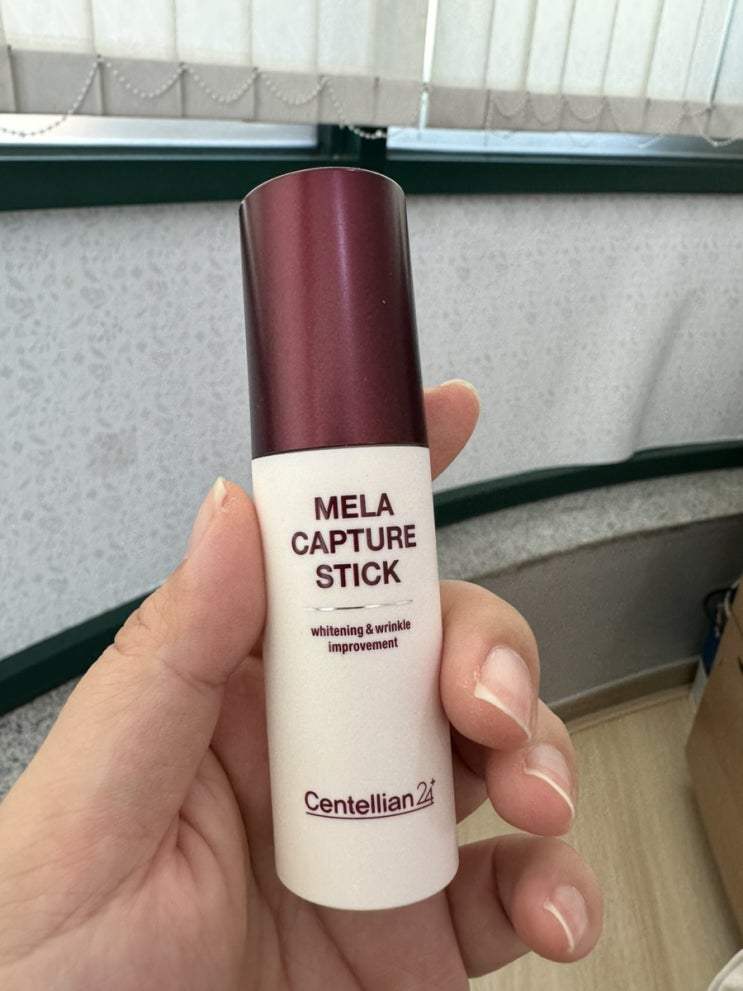 MELA
CAPTURE
STICK
whitening & wrinkle
improvement
Centellian24+